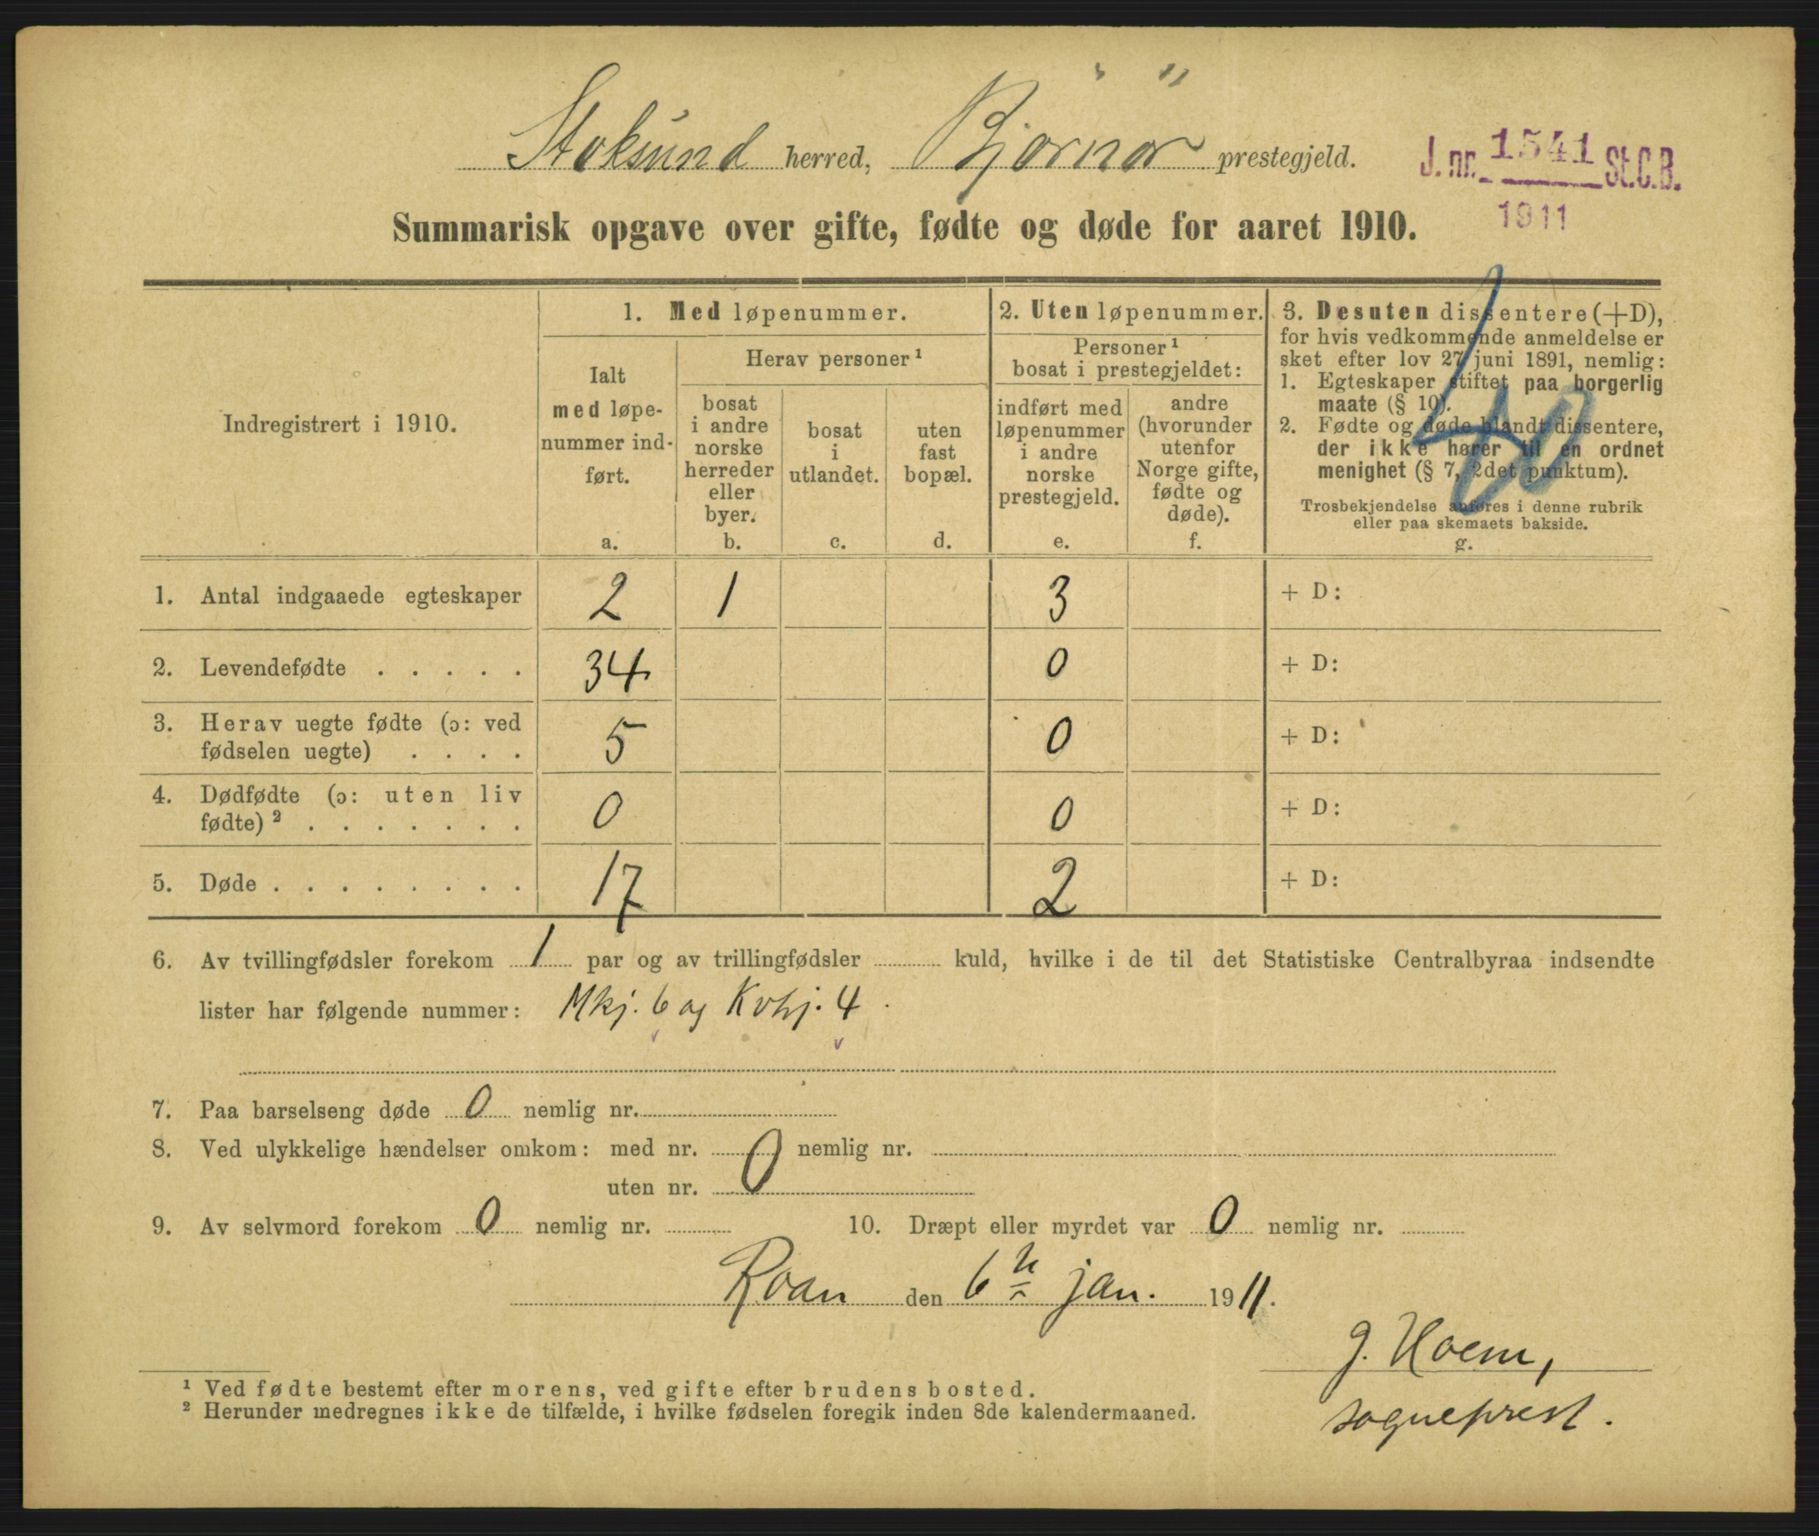 Stoksund herred, Bjørnør prestegjeld.
J. nr. 1541 St.C.B.
1911
Summarisk opgave over gifte, fødte og døde for aaret 1910.
Indregistrert i 1910.
1. Med løpenummer.
Ialt
med løpe-
nummer ind-
ført.
a.
Herav personer ¹
bosat
i andre
norske
herreder
eller
byer.
b.
bosat
i
utlandet.
c.
uten
fast
bopæl.
d.
2. Uten løpenummer.
Personer ¹
bosat i prestegjeldet:
indført med
løpenummer
i andre
norske
prestegjeld.
e.
andre
(hvorunder
utenfor
Norge gifte,
fødte og
døde).
f.
3. Desuten dissentere (+D),
for hvis vedkommende anmeldelse er
sket efter lov 27 juni 1891, nemlig:
1. Egteskaper stiftet paa borgerlig
maate (§ 10).
2. Fødte og døde blandt dissentere,
der ikke hører til en ordnet
menighet (§ 7, 2det punktum).
Trosbekjendelse anføres i denne rubrik
eller paa skemaets bakside.
g.
1. Antal indgaaede egteskaper 2 1 3 + D:
2. Levendefødte . . . . . 34 0 + D:
3. Herav uegte fødte (ɔ: ved
fødselen uegte) . . . . 5 0 + D:
4. Dødfødte (ɔ: uten liv
fødte) ² . . . . . . . 0 0 + D:
5. Døde . . . . . . . . 17 2 + D:
6. Av tvillingfødsler forekom 1 par og av trillingfødsler kuld, hvilke i de til det Statistiske Centralbyraa indsendte
lister har følgende nummer: Mkj. 6 og Kvkj. 4.
7. Paa barselseng døde 0 nemlig nr.
8. Ved ulykkelige hændelser omkom: med nr. 0 nemlig nr.
uten nr.
9. Av selvmord forekom 0 nemlig nr. 10. Dræpt eller myrdet var 0 nemlig nr.
Roan den 6 jan. 1911.
J. Hoem,
sogneprest.
¹ Ved fødte bestemt efter morens, ved gifte efter brudens bosted.
² Herunder medregnes ikke de tilfælde, i hvilke fødselen foregik inden 8de kalendermaaned.